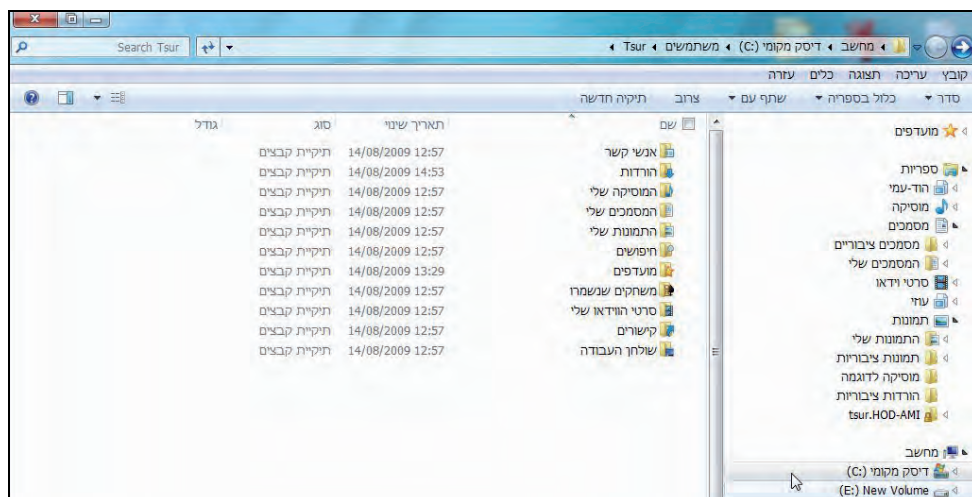 מחשב ◂ דיסק מקומי (C:) ◂ משתמשים ◂ Tsur ◂
Search Tsur
קובץ עריכה תצוגה כלים עזרה
סדר כלול בספריה שתף עם צרוב תיקיה חדשה
שם תאריך שינוי סוג גודל
אנשי קשר 14/08/2009 12:57 תיקיית קבצים
הורדות 14/08/2009 14:53 תיקיית קבצים
המוסיקה שלי 14/08/2009 12:57 תיקיית קבצים
המסמכים שלי 14/08/2009 12:57 תיקיית קבצים
התמונות שלי 14/08/2009 12:57 תיקיית קבצים
חיפושים 14/08/2009 12:57 תיקיית קבצים
מועדפים 14/08/2009 13:29 תיקיית קבצים
משחקים שנשמרו 14/08/2009 12:57 תיקיית קבצים
סרטי הווידאו שלי 14/08/2009 12:57 תיקיית קבצים
קישורים 14/08/2009 12:57 תיקיית קבצים
שולחן העבודה 14/08/2009 12:57 תיקיית קבצים
מועדפים
ספריות
הוד-עמי
מוסיקה
מסמכים
מסמכים ציבוריים
המסמכים שלי
סרטי וידאו
עוזי
תמונות
התמונות שלי
תמונות ציבוריות
מוסיקה לדוגמה
הורדות ציבוריות
tsur.HOD-AMI
מחשב
דיסק מקומי (C:)
(E:) New Volume